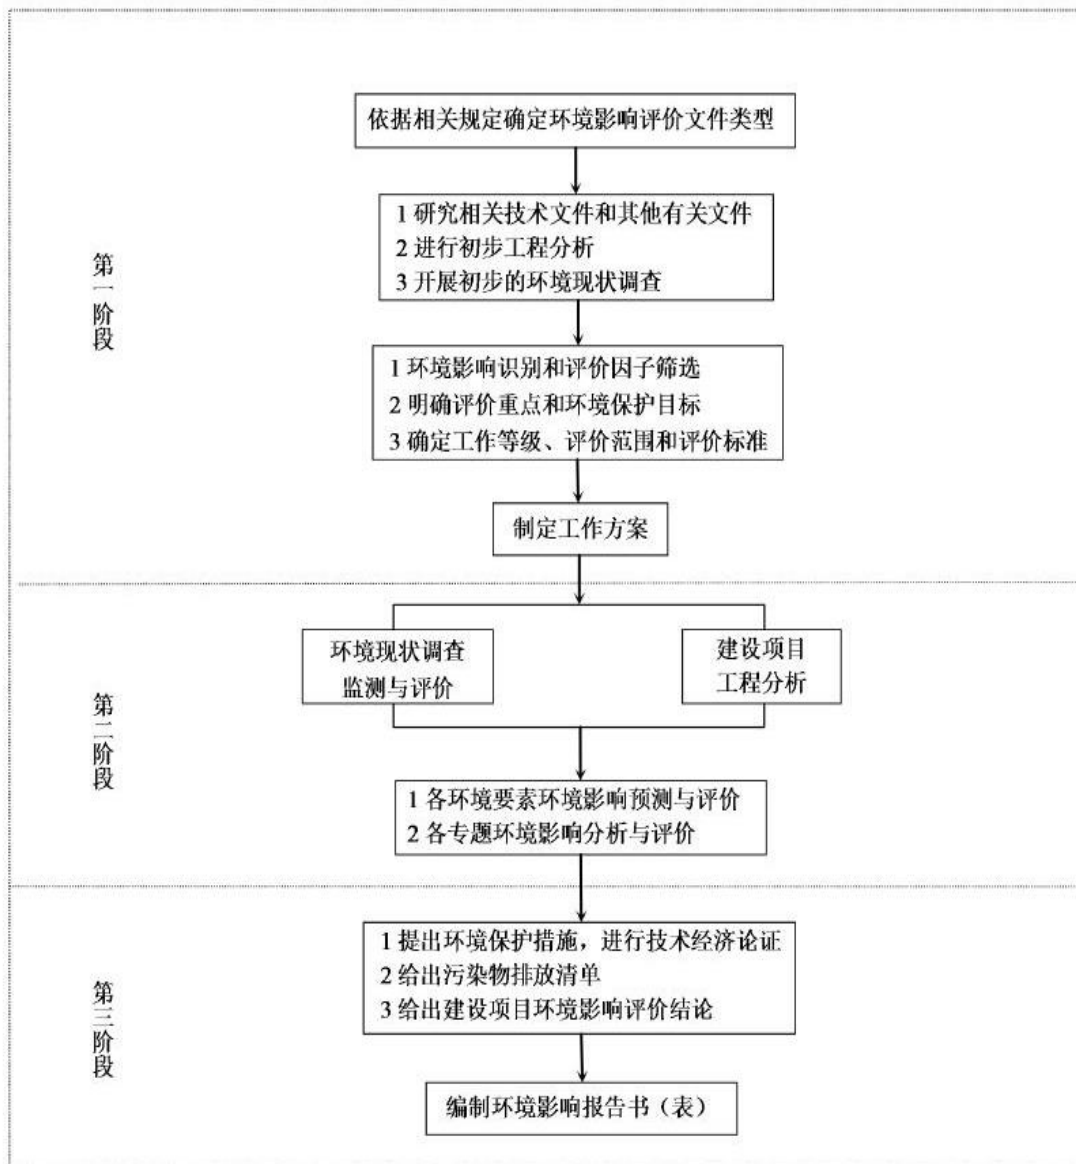 依据相关规定确定环境影响评价文件类型
1 研究相关技术文件和其他有关文件
2 进行初步工程分析
3 开展初步的环境现状调查
第一阶段
1 环境影响识别和评价因子筛选
2 明确评价重点和环境保护目标
3 确定工作等级、评价范围和评价标准
制定工作方案
环境现状调查
监测与评价
建设项目
工程分析
第二阶段
1 各环境要素环境影响预测与评价
2 各专题环境影响分析与评价
1 提出环境保护措施，进行技术经济论证
2 给出污染物排放清单
3 给出建设项目环境影响评价结论
第三阶段
编制环境影响报告书（表）